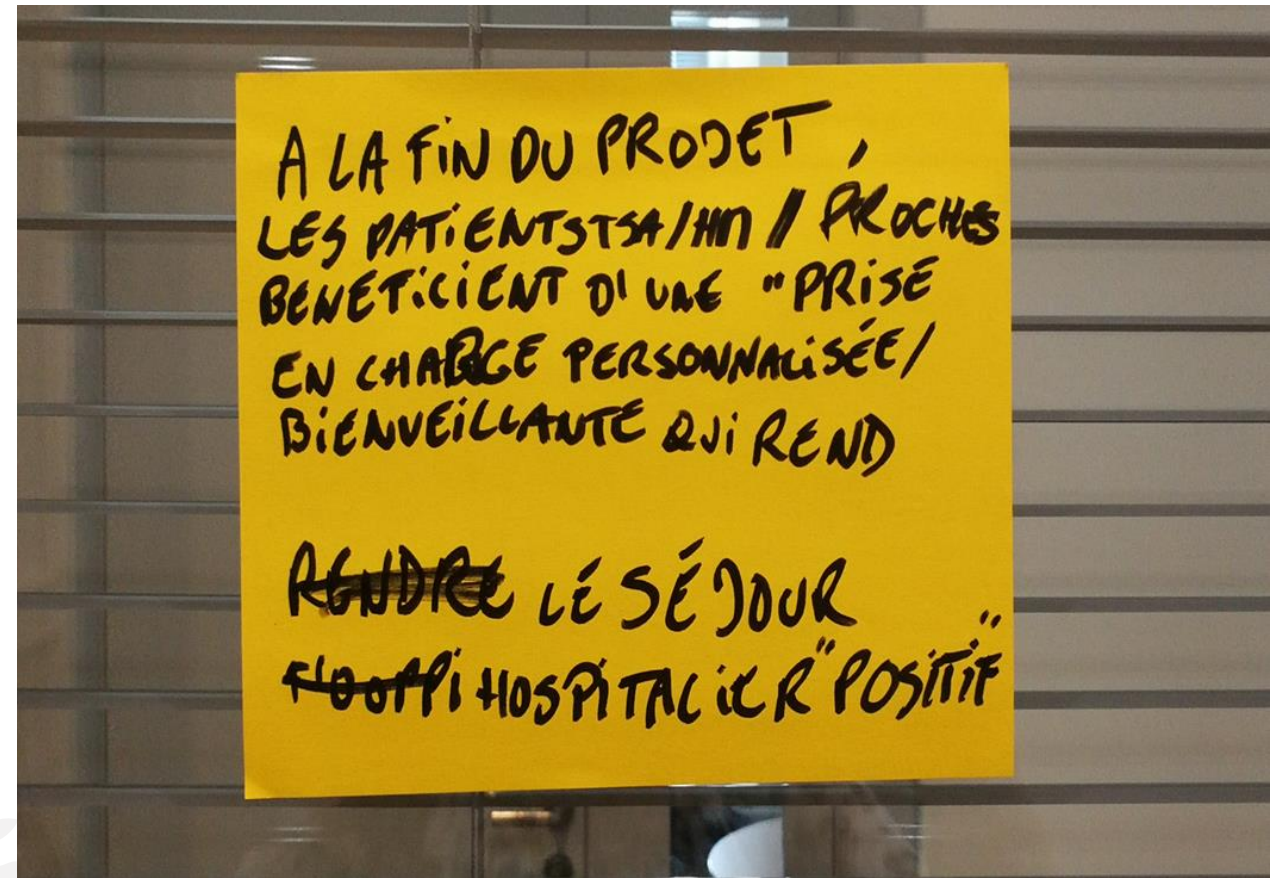 A LA FIN DU PROJET,
LES PATIENTS TSA/HM // PROCHES
BENEFICIENT D'UNE "PRISE
EN CHARGE PERSONNALISÉE/
BIENVEILLANTE QUI REND
RENDRE LE SÉJOUR
HOSPITALIER "POSITIF"